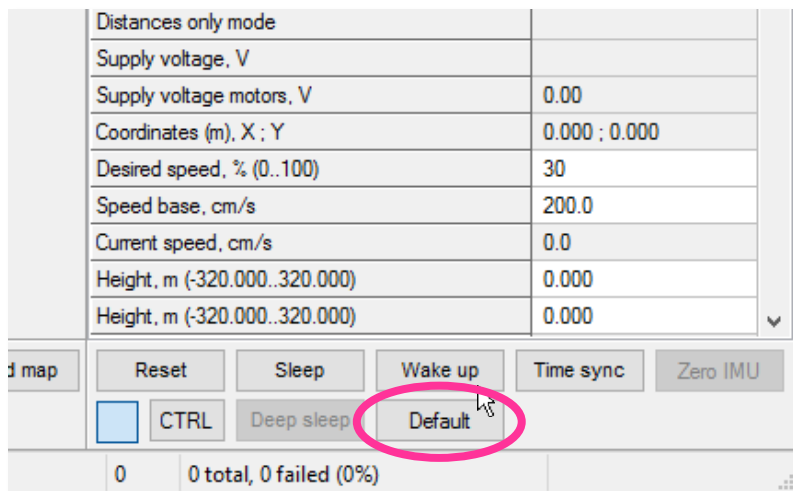 Distances only mode
Supply voltage, V
Supply voltage motors, V 0.00
Coordinates (m), X ; Y 0.000 ; 0.000
Desired speed, % (0..100) 30
Speed base, cm/s 200.0
Current speed, cm/s 0.0
Height, m (-320.000..320.000) 0.000
Height, m (-320.000..320.000) 0.000
d map Reset Sleep Wake up Time sync Zero IMU
CTRL Deep sleep Default
0 0 total, 0 failed (0%)